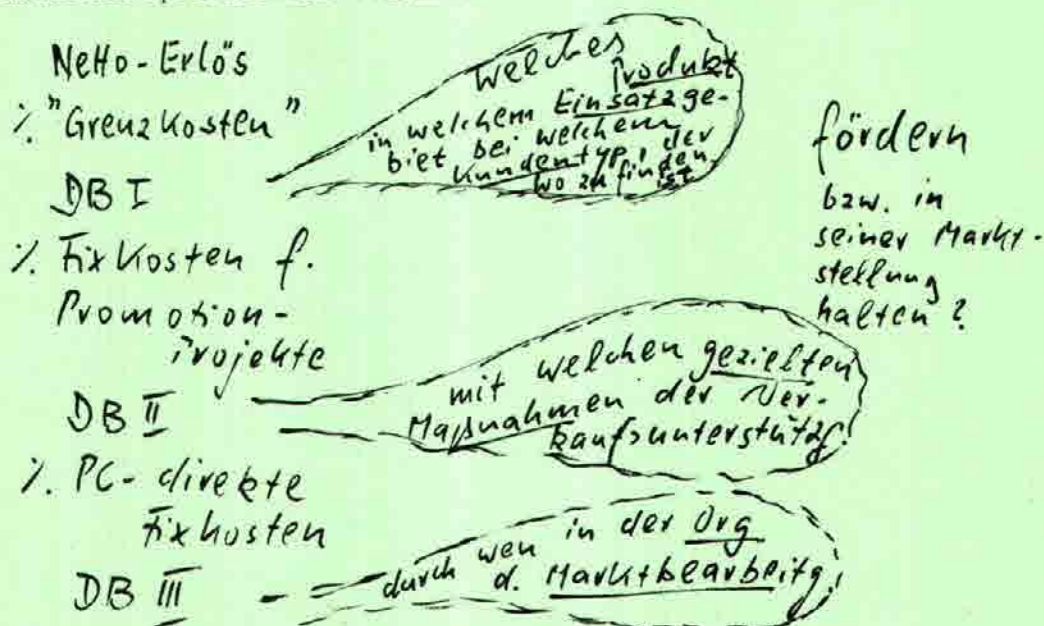 Netto-Erlös
./. "Grenzkosten"
DB I
./. Fixkosten f.
Promotion-
Projekte
DB II
./. PC-direkte
Fixkosten
DB III
Welches
Produkt
in welchem Einsatzge-
biet bei welchem
Kundentyp, der
wo zu finden
ist
mit welchen gezielten
Maßnahmen der Ver-
kaufsunterstützg.
durch wen in der Org
d. Marktbearbeitg.
fördern
bzw. in
seiner Markt-
stellung
halten?